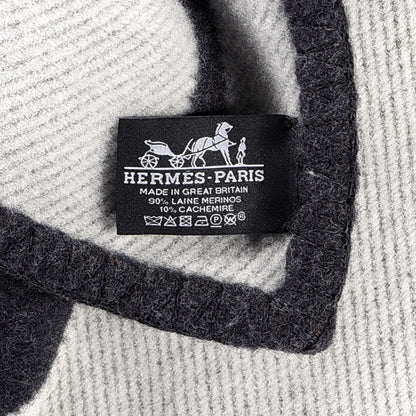 HERMÈS-PARIS
MADE IN GREAT BRITAIN
90% LAINE MERINOS
10% CACHEMIRE